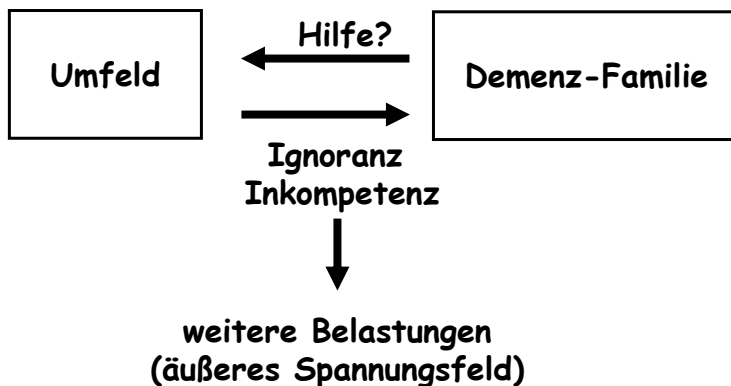 Hilfe?
Umfeld
Demenz-Familie
Ignoranz
Inkompetenz
weitere Belastungen
(äußeres Spannungsfeld)